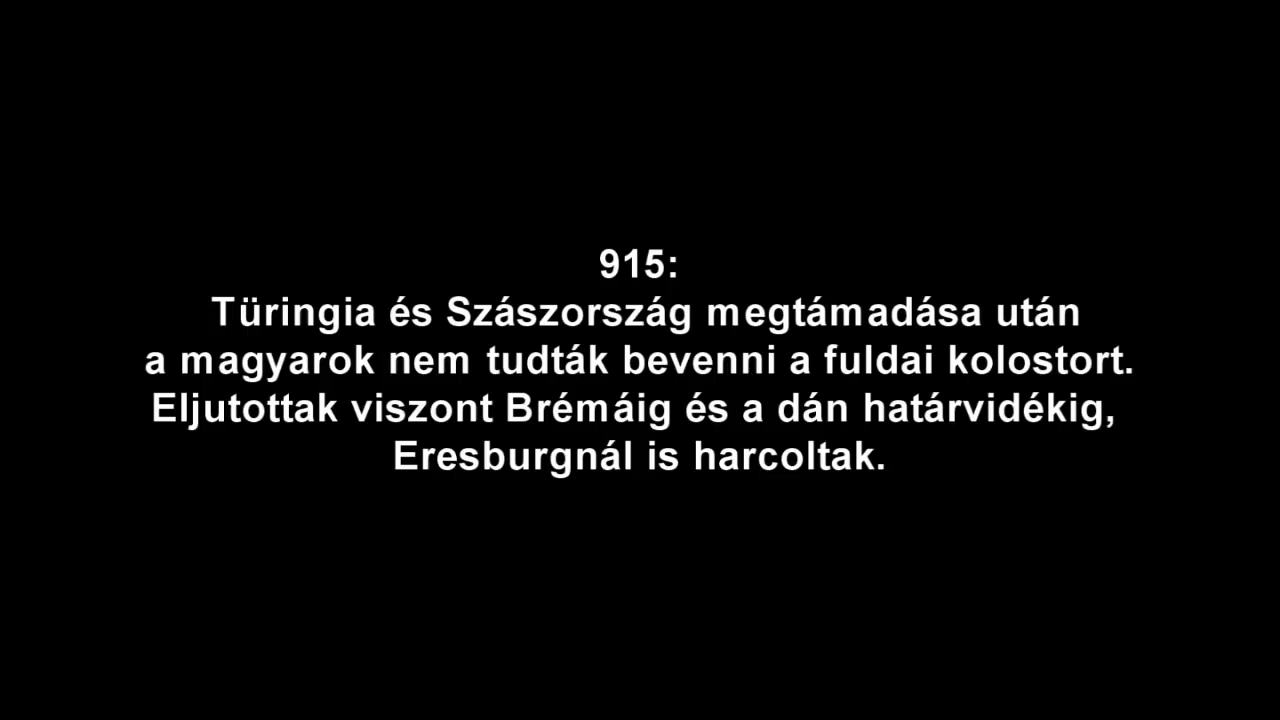 915:
Türingia és Szászország megtámadása után
a magyarok nem tudták bevenni a fuldai kolostort.
Eljutottak viszont Brémáig és a dán határvidékig,
Eresburgnál is harcoltak.